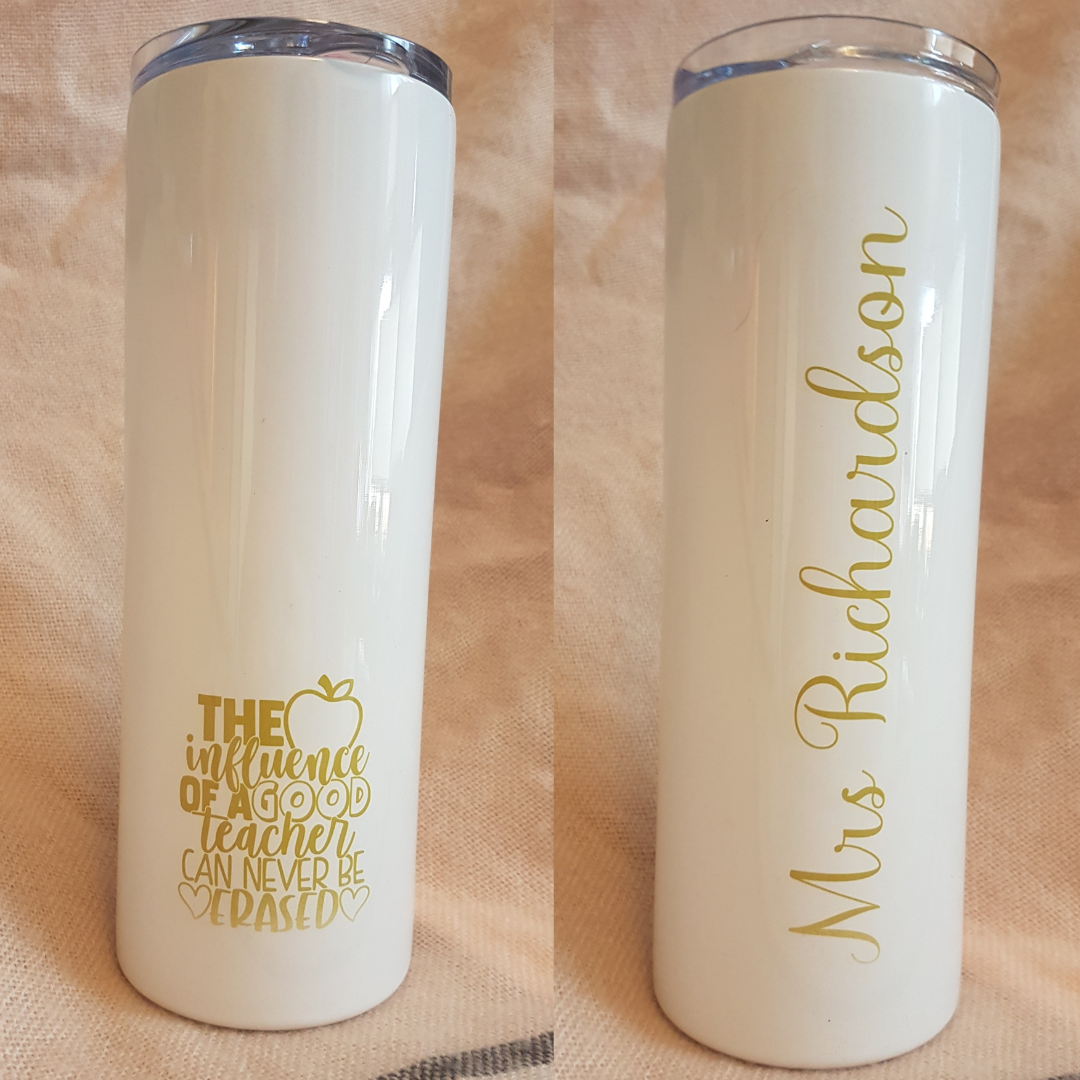 THE
influence
OF A GOOD
teacher
CAN NEVER BE
ERASED
Mrs Richardson